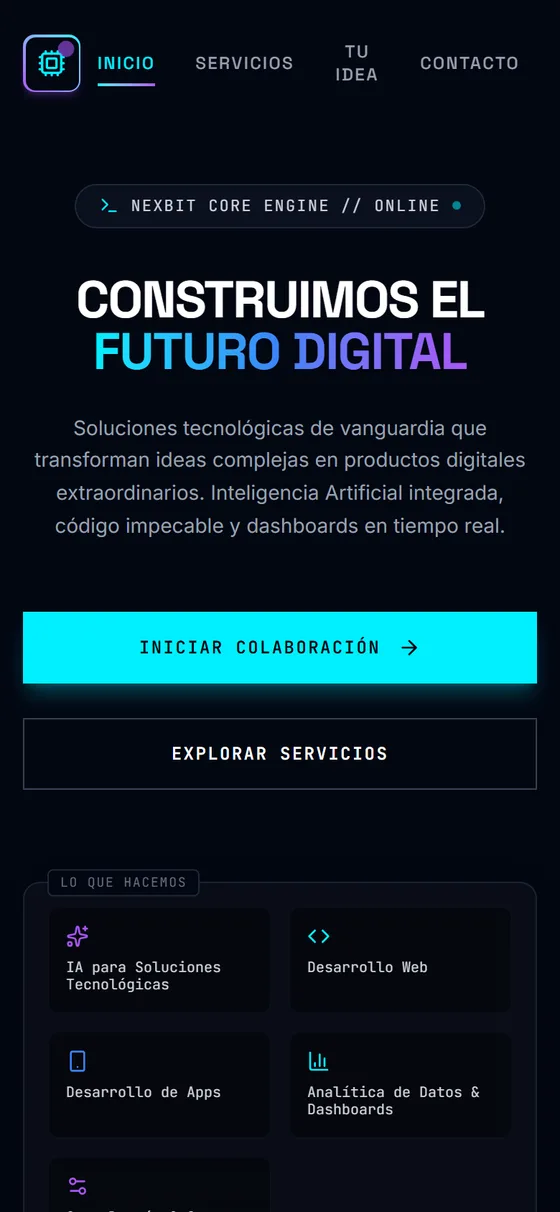 INICIO
SERVICIOS
TU
IDEA
CONTACTO
NEXBIT CORE ENGINE // ONLINE
CONSTRUIMOS EL
FUTURO DIGITAL
Soluciones tecnológicas de vanguardia que
transforman ideas complejas en productos digitales
extraordinarios. Inteligencia Artificial integrada,
código impecable y dashboards en tiempo real.
INICIAR COLABORACIÓN
EXPLORAR SERVICIOS
LO QUE HACEMOS
IA para Soluciones
Tecnológicas
Desarrollo Web
Desarrollo de Apps
Analítica de Datos &
Dashboards